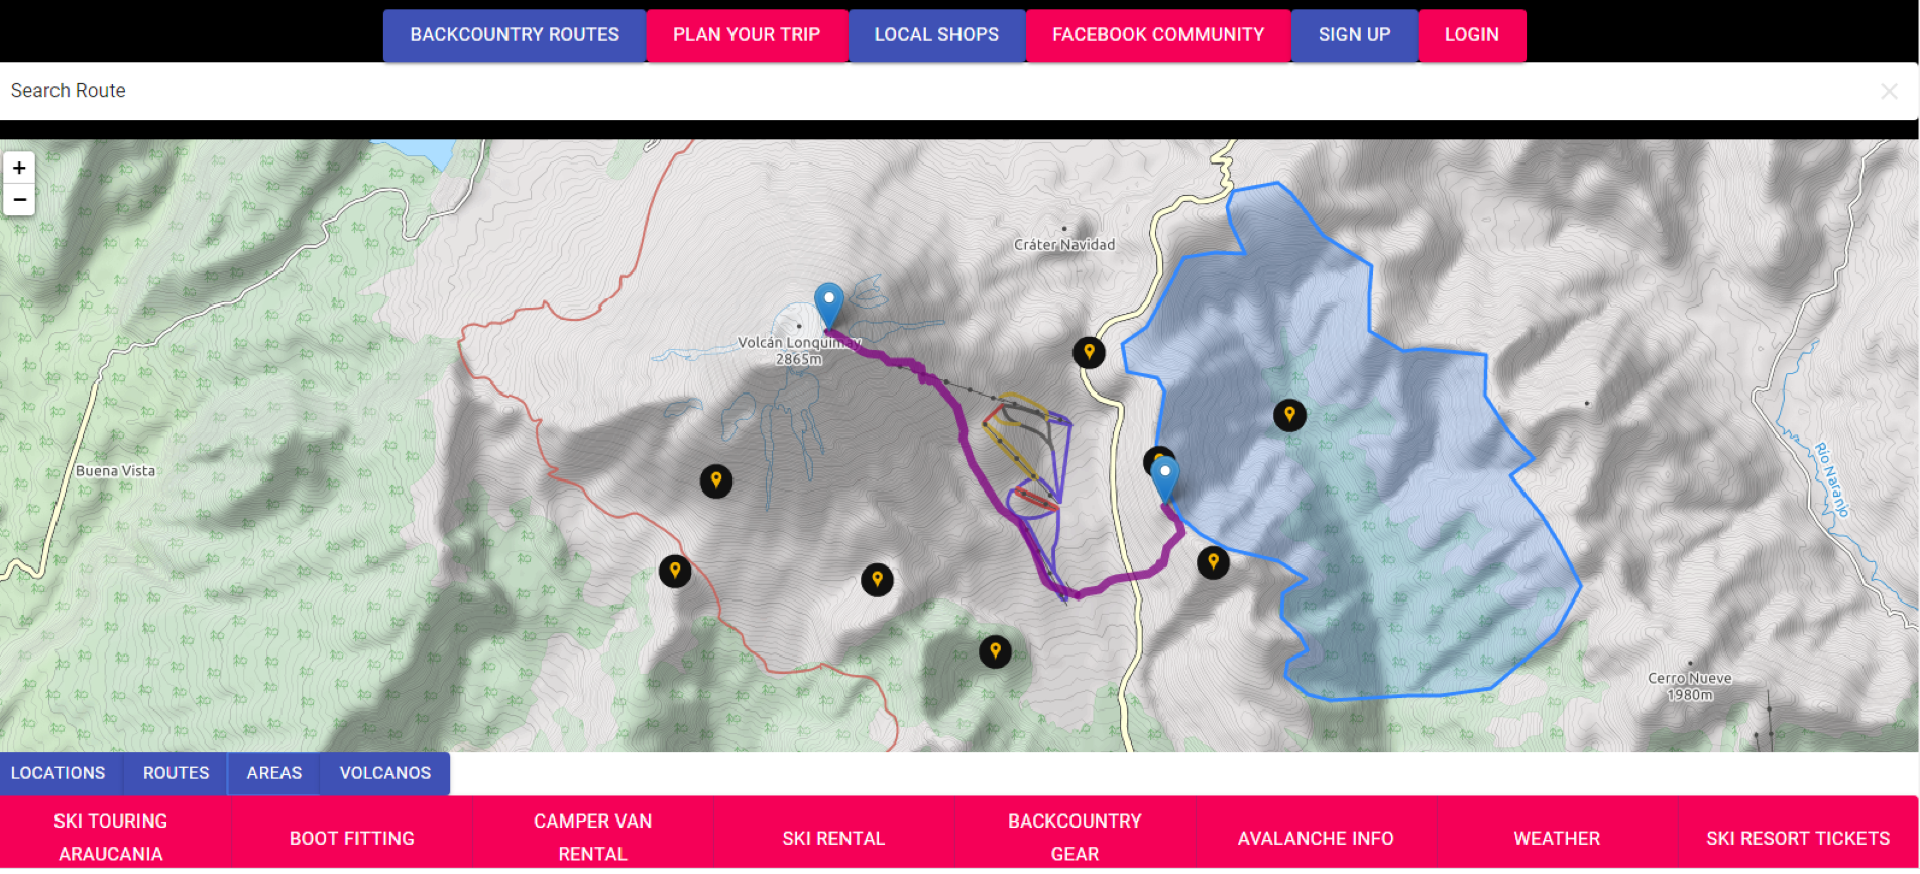 BACKCOUNTRY ROUTES
PLAN YOUR TRIP
LOCAL SHOPS
FACEBOOK COMMUNITY
SIGN UP
LOGIN
Search Route
+
−
Cráter Navidad
Volcán Lonquimay
2865m
Buena Vista
Río Naranjo
Cerro Nueve
1980m
LOCATIONS
ROUTES
AREAS
VOLCANOS
SKI TOURING
ARAUCANIA
BOOT FITTING
CAMPER VAN
RENTAL
SKI RENTAL
BACKCOUNTRY
GEAR
AVALANCHE INFO
WEATHER
SKI RESORT TICKETS